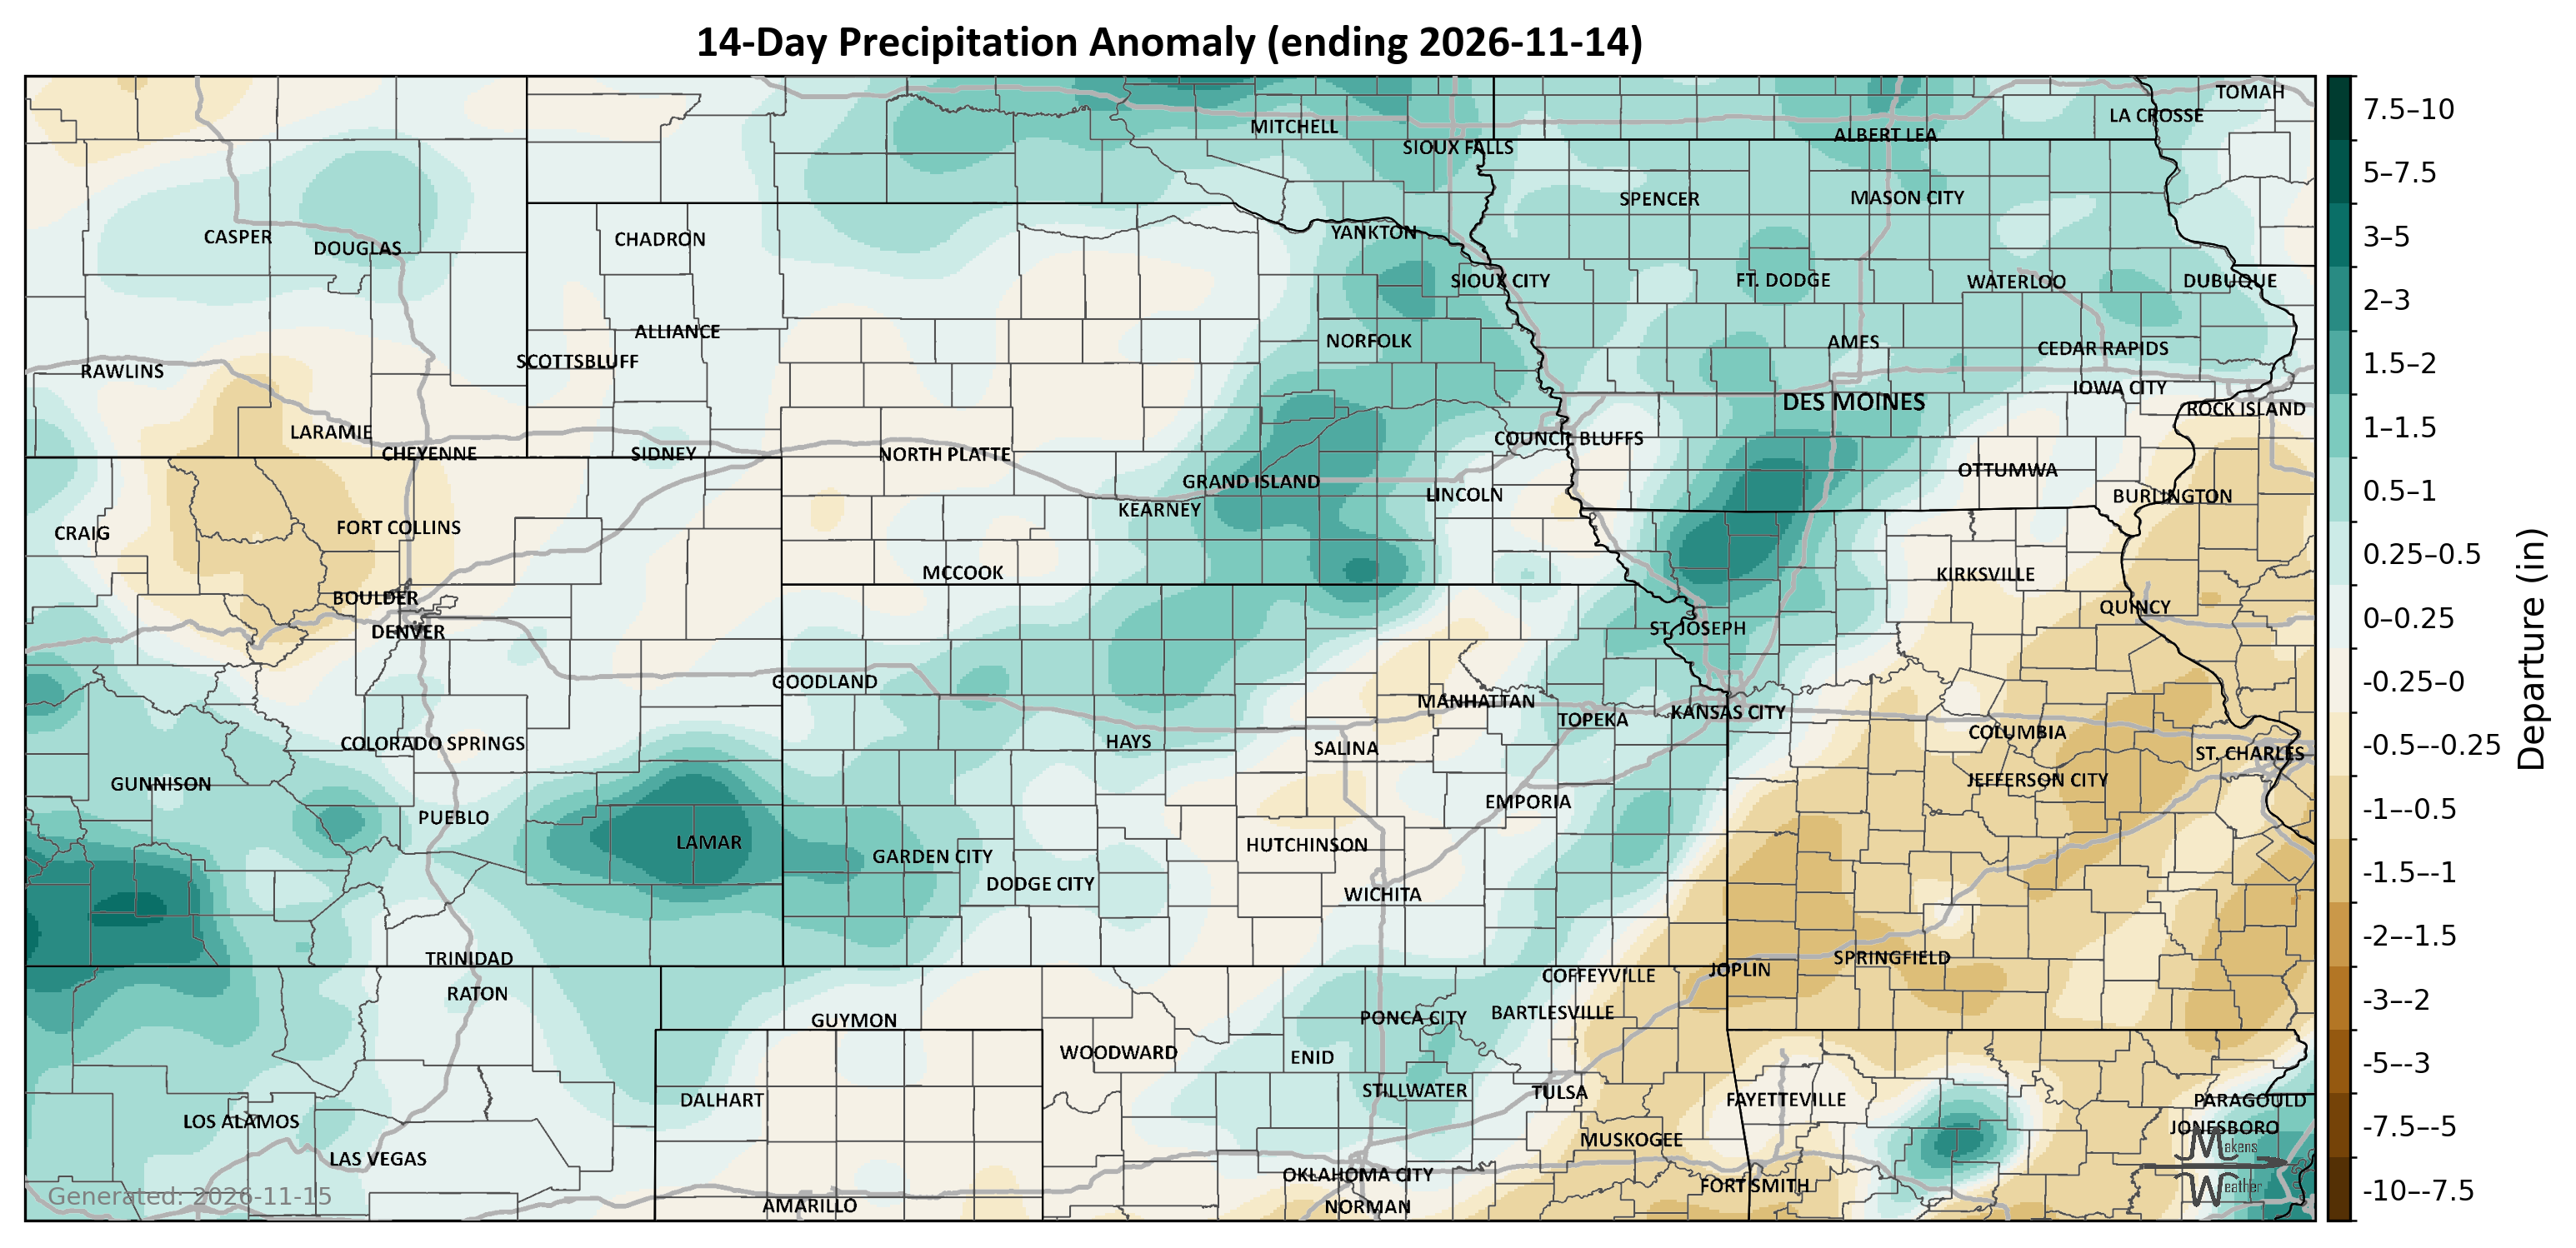 14-Day Precipitation Anomaly (ending 2026-11-14)
TOMAH
LA CROSSE
MITCHELL
ALBERT LEA
SIOUX FALLS
SPENCER
MASON CITY
YANKTON
CASPER
CHADRON
DOUGLAS
SIOUX CITY
FT. DODGE
WATERLOO
DUBUQUE
ALLIANCE
NORFOLK
AMES
CEDAR RAPIDS
SCOTTSBLUFF
RAWLINS
IOWA CITY
DES MOINES
ROCK ISLAND
LARAMIE
COUNCIL BLUFFS
CHEYENNE
SIDNEY
NORTH PLATTE
OTTUMWA
GRAND ISLAND
LINCOLN
BURLINGTON
KEARNEY
CRAIG
FORT COLLINS
MCCOOK
KIRKSVILLE
BOULDER
QUINCY
DENVER
ST. JOSEPH
GOODLAND
MANHATTAN
TOPEKA
KANSAS CITY
COLUMBIA
COLORADO SPRINGS
HAYS
SALINA
ST. CHARLES
GUNNISON
JEFFERSON CITY
EMPORIA
PUEBLO
LAMAR
HUTCHINSON
GARDEN CITY
DODGE CITY
WICHITA
TRINIDAD
SPRINGFIELD
JOPLIN
COFFEYVILLE
RATON
GUYMON
PONCA CITY
BARTLESVILLE
WOODWARD
ENID
STILLWATER
TULSA
DALHART
FAYETTEVILLE
PARAGOULD
LOS ALAMOS
JONESBORO
MUSKOGEE
LAS VEGAS
OKLAHOMA CITY
FORT SMITH
AMARILLO
NORMAN
Makens
Weather
Generated: 2026-11-15
7.5–10
5–7.5
3–5
2–3
1.5–2
1–1.5
0.5–1
0.25–0.5
0–0.25
-0.25–0
-0.5–-0.25
-1–-0.5
-1.5–-1
-2–-1.5
-3–-2
-5–-3
-7.5–-5
-10–-7.5
Departure (in)